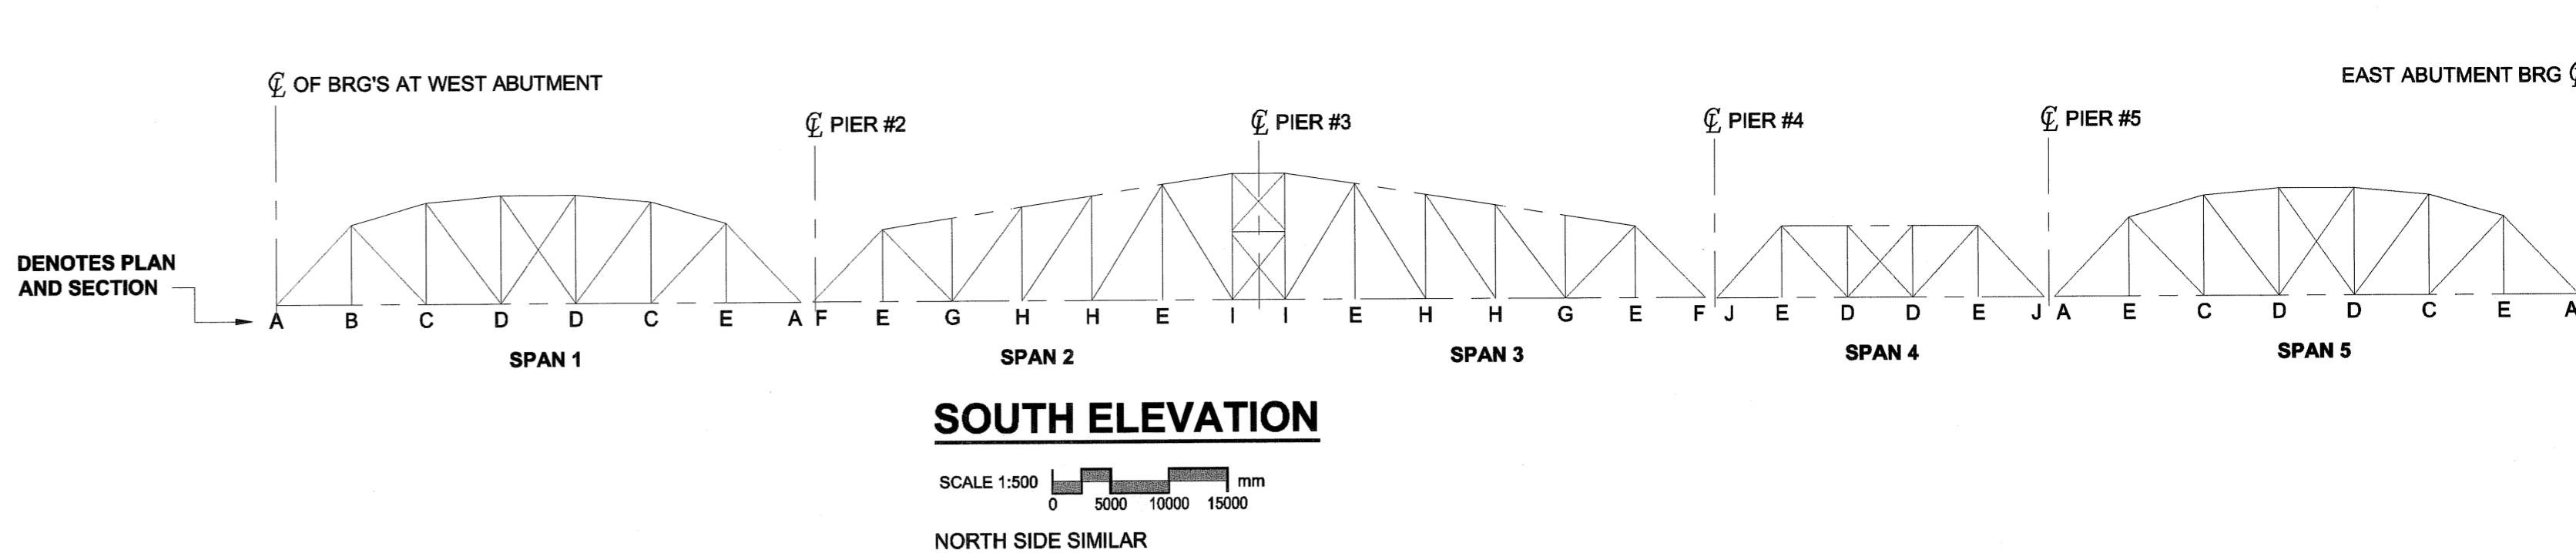 ℄ OF BRG'S AT WEST ABUTMENT
EAST ABUTMENT BRG ℄
℄ PIER #2
℄ PIER #3
℄ PIER #4
℄ PIER #5
DENOTES PLAN
AND SECTION
A B C D D C E A F E G H H E I I E H H G E F J E D D E J A E C D D C E A
SPAN 1
SPAN 2
SPAN 3
SPAN 4
SPAN 5
SOUTH ELEVATION
SCALE 1:500
mm
0 5000 10000 15000
NORTH SIDE SIMILAR